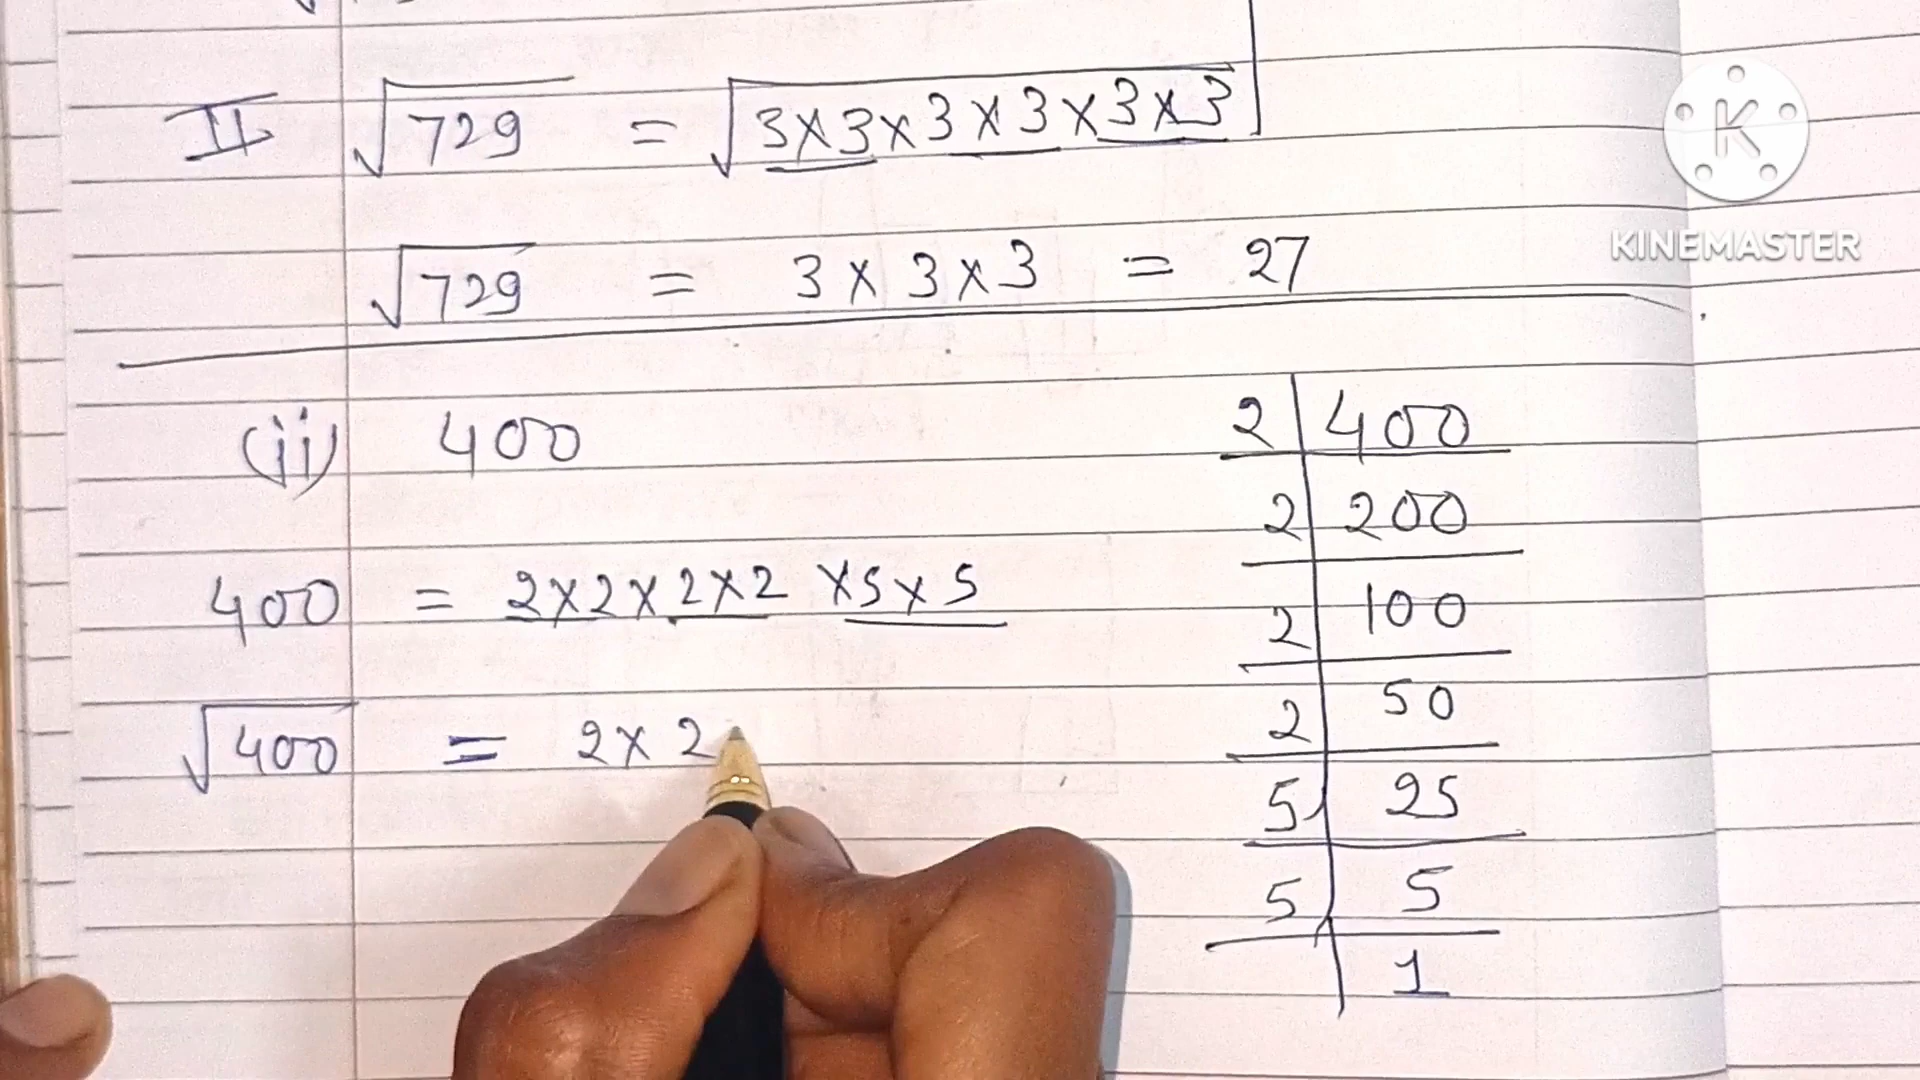 II √729 = √3×3×3×3×3×3
√729 = 3 × 3 × 3 = 27
(ii) 400
400 = 2×2×2×2 ×5×5
√400 = 2× 2
2 400
2 200
2 100
2 50
5 25
5 5
1
K
KINEMASTER